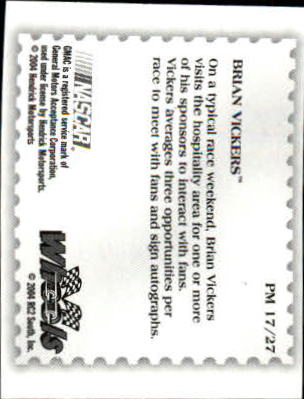 PM 17/27
BRIAN VICKERS™
On a typical race weekend, Brian Vickers
visits the hospitality area for one or more
of his sponsors to interact with fans.
Vickers averages three opportunities per
race to meet with fans and sign autographs.
NASCAR®
Wheels
GMAC is a registered service mark of
General Motors Acceptance Corporation,
used under license by Hendrick Motorsports.
© 2004 Hendrick Motorsports
© 2004 RC2 South, Inc.